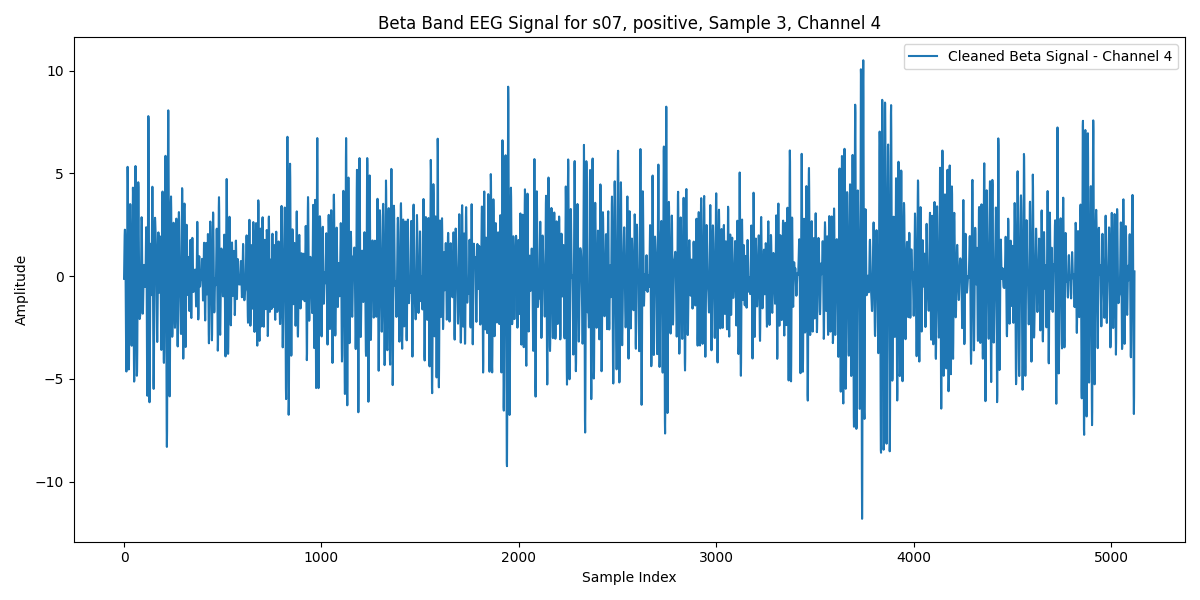 Beta Band EEG Signal for s07, positive, Sample 3, Channel 4
Cleaned Beta Signal - Channel 4
Amplitude
10
5
0
−5
−10
0 1000 2000 3000 4000 5000
Sample Index